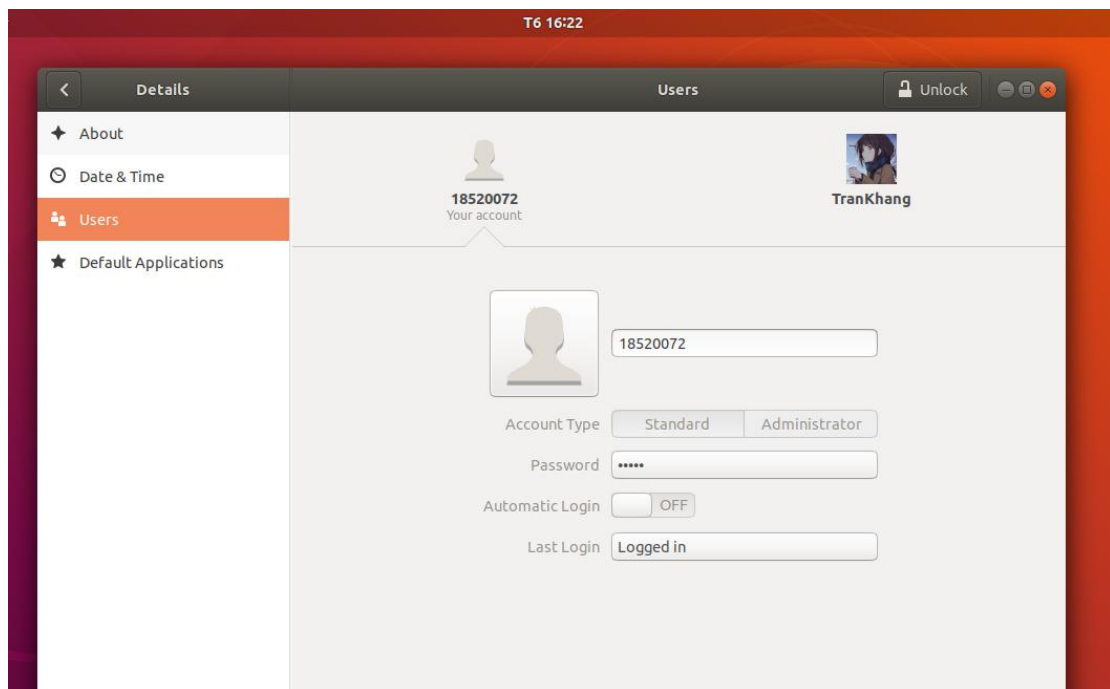 T6 16:22
Details
Users
Unlock
About
Date & Time
Users
Default Applications
18520072
Your account
TranKhang
18520072
Account Type
Standard
Administrator
Password
•••••
Automatic Login
OFF
Last Login
Logged in